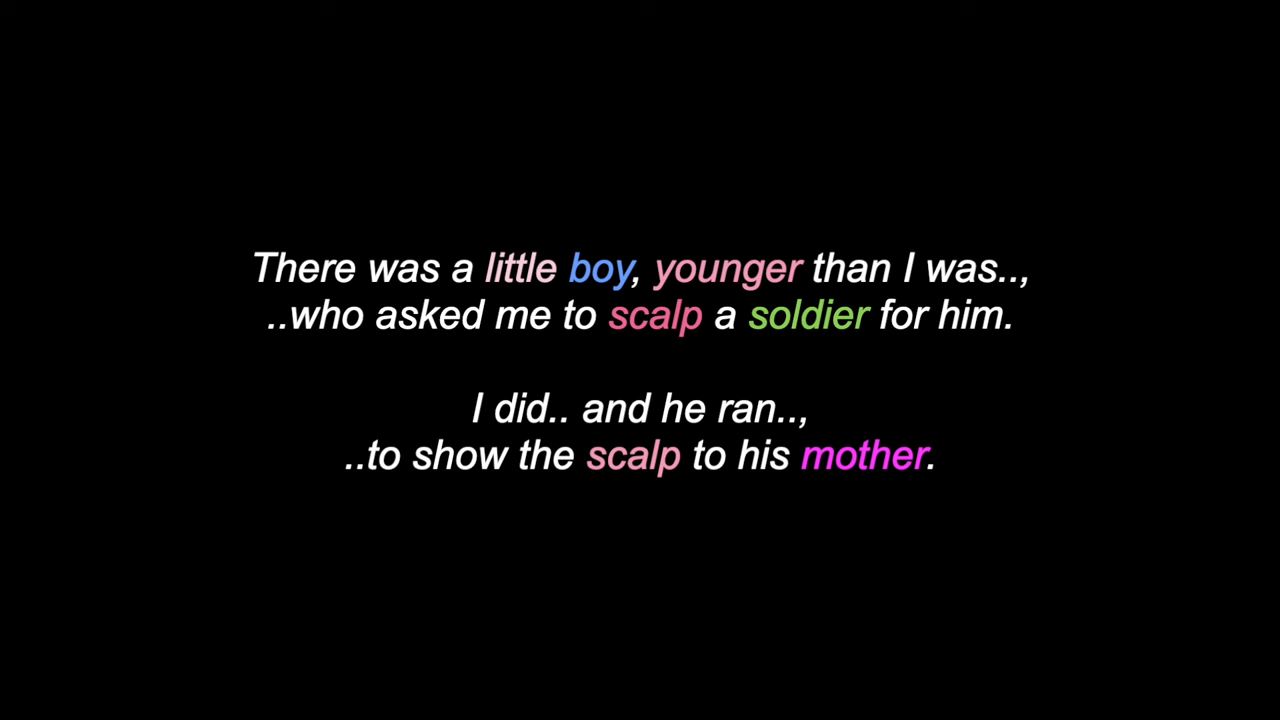 There was a little boy, younger than I was..,
..who asked me to scalp a soldier for him.
I did.. and he ran..,
..to show the scalp to his mother.